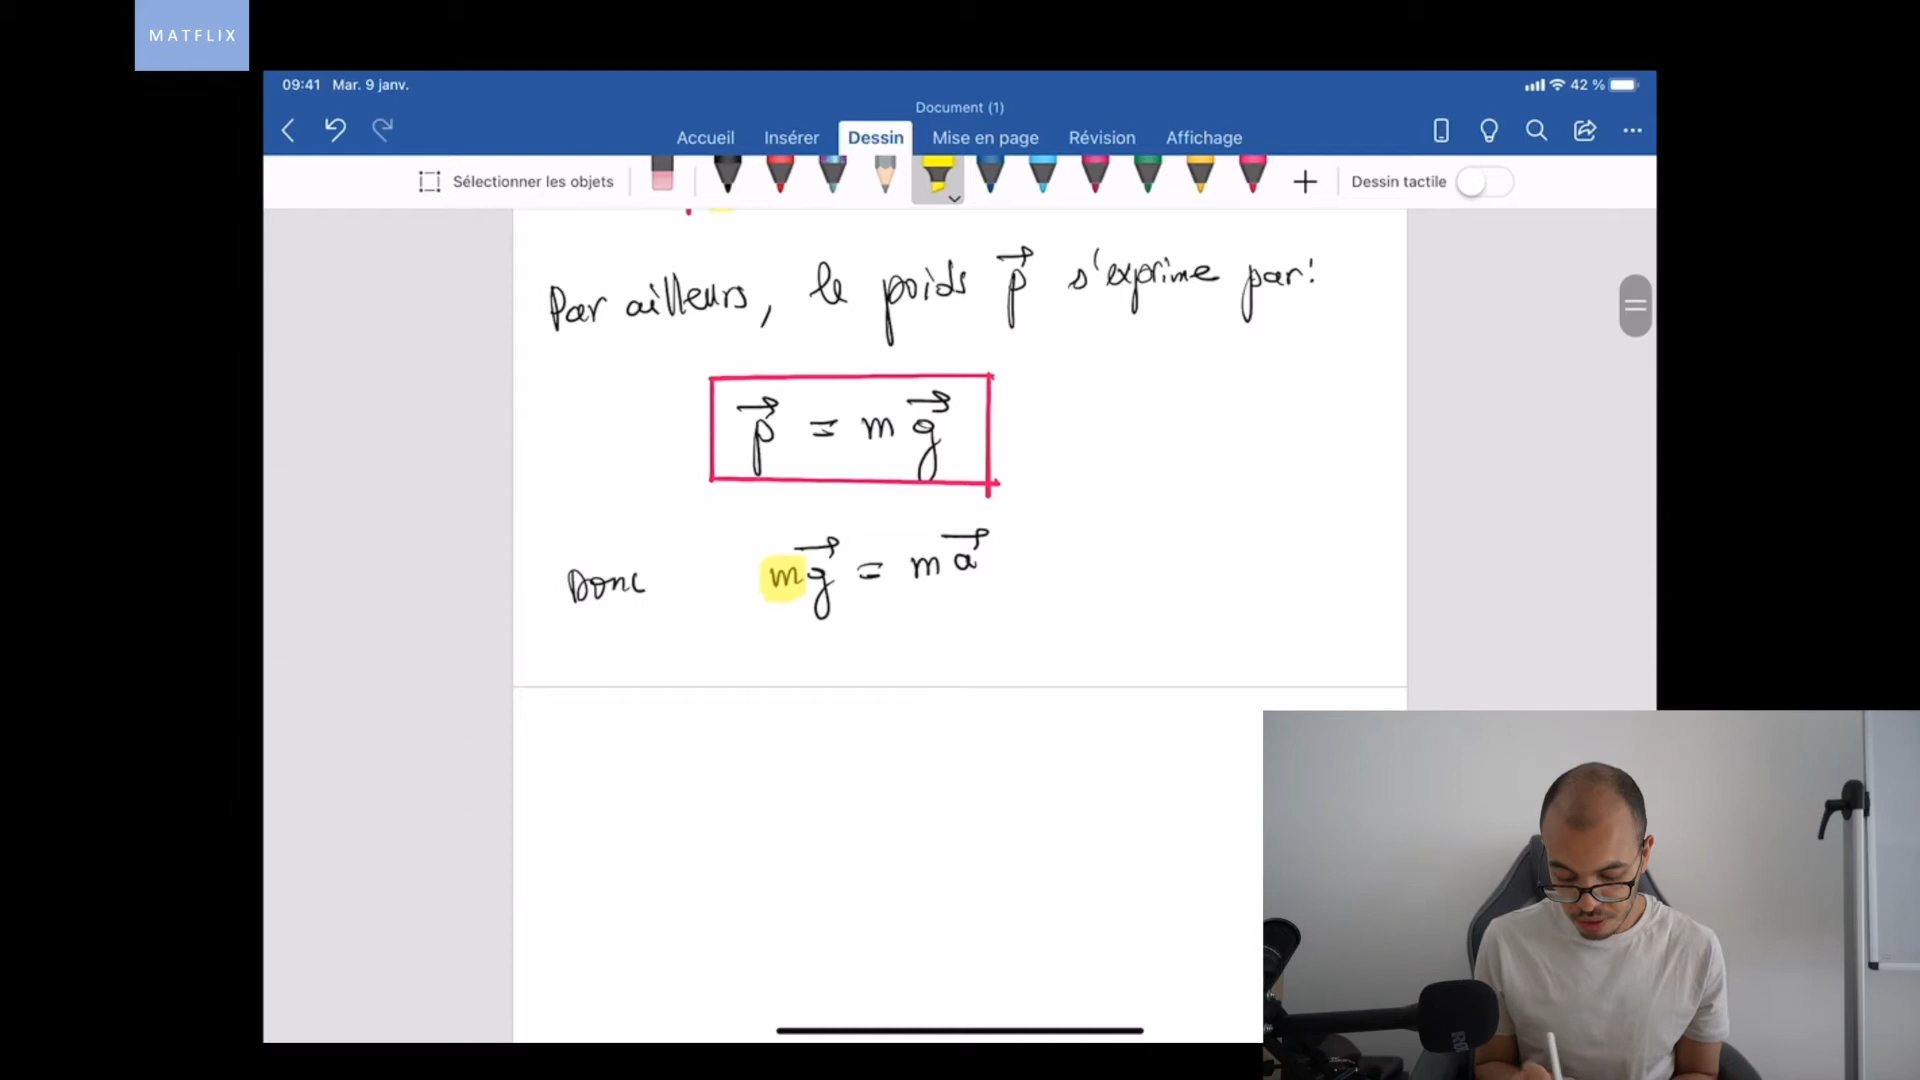 MATFLIX
09:41 Mar. 9 janv.
42 %
Document (1)
Accueil Insérer Dessin Mise en page Révision Affichage
Sélectionner les objets
Dessin tactile
Par ailleurs, le poids p⃗ s'exprime par :
p⃗ = m g⃗
Donc m g⃗ = m a⃗